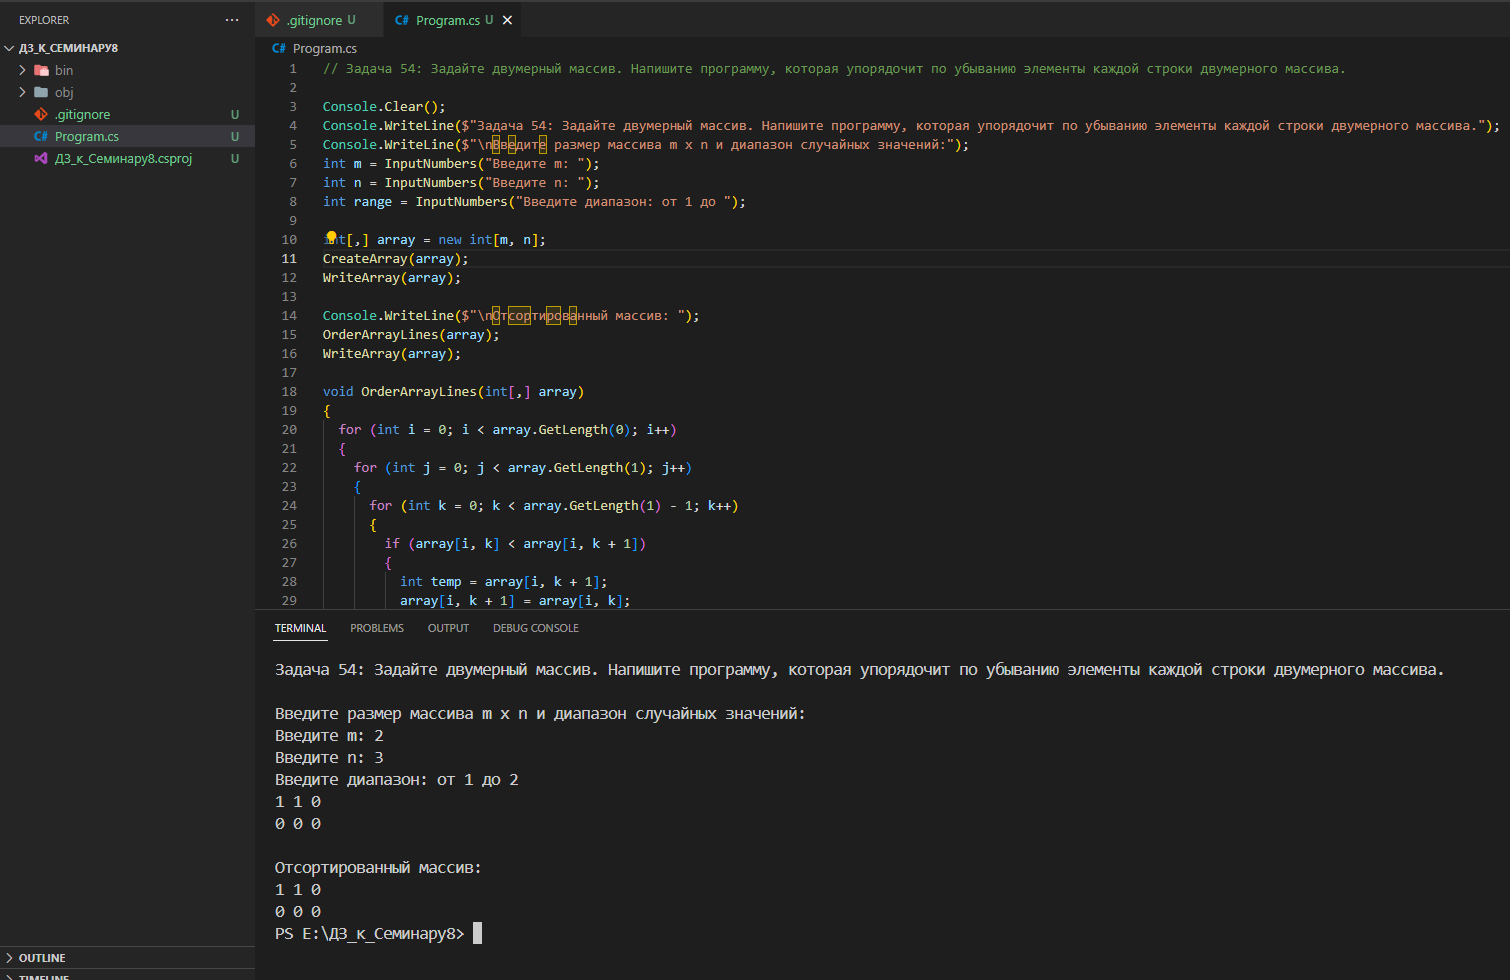 EXPLORER ...
ДЗ_К_СЕМИНАРУ8
bin
obj
.gitignore U
Program.cs U
ДЗ_к_Семинару8.csproj U
OUTLINE
TIMELINE
.gitignore U
C# Program.cs U
C# Program.cs
1 // Задача 54: Задайте двумерный массив. Напишите программу, которая упорядочит по убыванию элементы каждой строки двумерного массива.
2
3 Console.Clear();
4 Console.WriteLine($"Задача 54: Задайте двумерный массив. Напишите программу, которая упорядочит по убыванию элементы каждой строки двумерного массива.");
5 Console.WriteLine($"\nВведите размер массива m x n и диапазон случайных значений:");
6 int m = InputNumbers("Введите m: ");
7 int n = InputNumbers("Введите n: ");
8 int range = InputNumbers("Введите диапазон: от 1 до ");
9
10 int[,] array = new int[m, n];
11 CreateArray(array);
12 WriteArray(array);
13
14 Console.WriteLine($"\nОтсортированный массив: ");
15 OrderArrayLines(array);
16 WriteArray(array);
17
18 void OrderArrayLines(int[,] array)
19 {
20 for (int i = 0; i < array.GetLength(0); i++)
21 {
22 for (int j = 0; j < array.GetLength(1); j++)
23 {
24 for (int k = 0; k < array.GetLength(1) - 1; k++)
25 {
26 if (array[i, k] < array[i, k + 1])
27 {
28 int temp = array[i, k + 1];
29 array[i, k + 1] = array[i, k];
TERMINAL PROBLEMS OUTPUT DEBUG CONSOLE
Задача 54: Задайте двумерный массив. Напишите программу, которая упорядочит по убыванию элементы каждой строки двумерного массива.
Введите размер массива m x n и диапазон случайных значений:
Введите m: 2
Введите n: 3
Введите диапазон: от 1 до 2
1 1 0
0 0 0
Отсортированный массив:
1 1 0
0 0 0
PS E:\ДЗ_к_Семинару8>